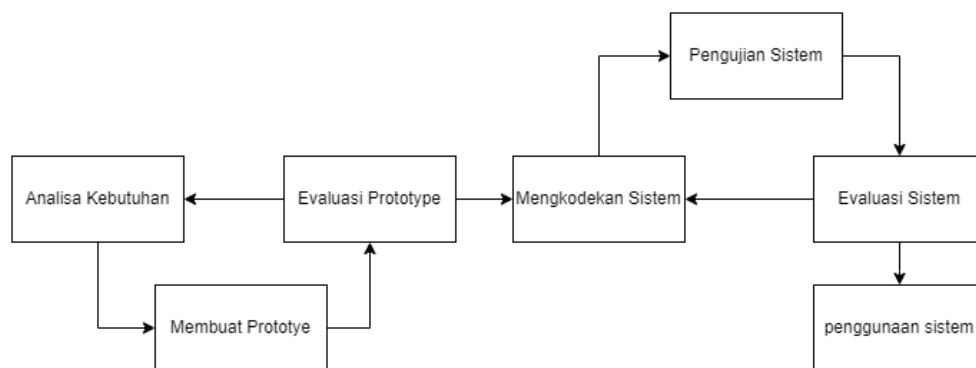 Pengujian Sistem
Analisa Kebutuhan
Evaluasi Prototype
Mengkodekan Sistem
Evaluasi Sistem
Membuat Prototye
penggunaan sistem